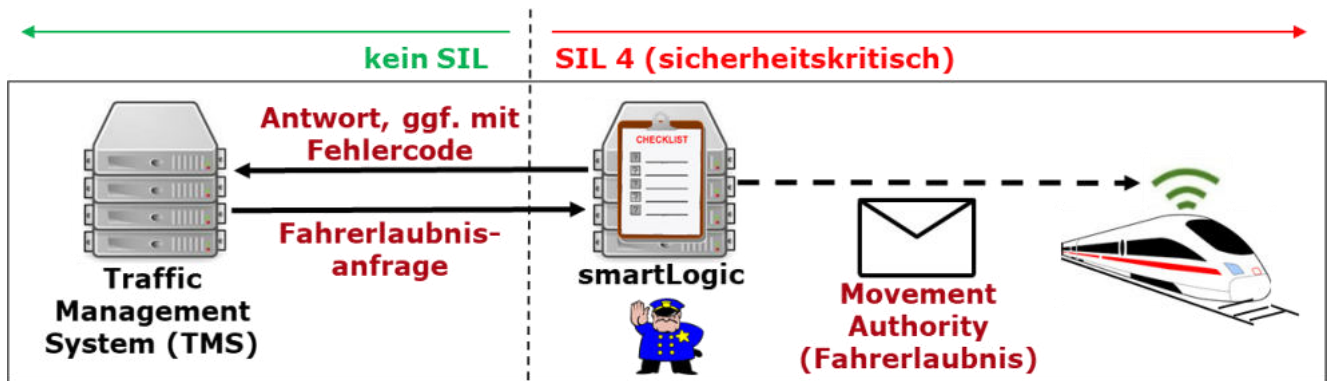 kein SIL
SIL 4 (sicherheitskritisch)
Antwort, ggf. mit
Fehlercode
Fahrerlaubnis-
anfrage
Traffic
Management
System (TMS)
CHECKLIST
smartLogic
Movement
Authority
(Fahrerlaubnis)